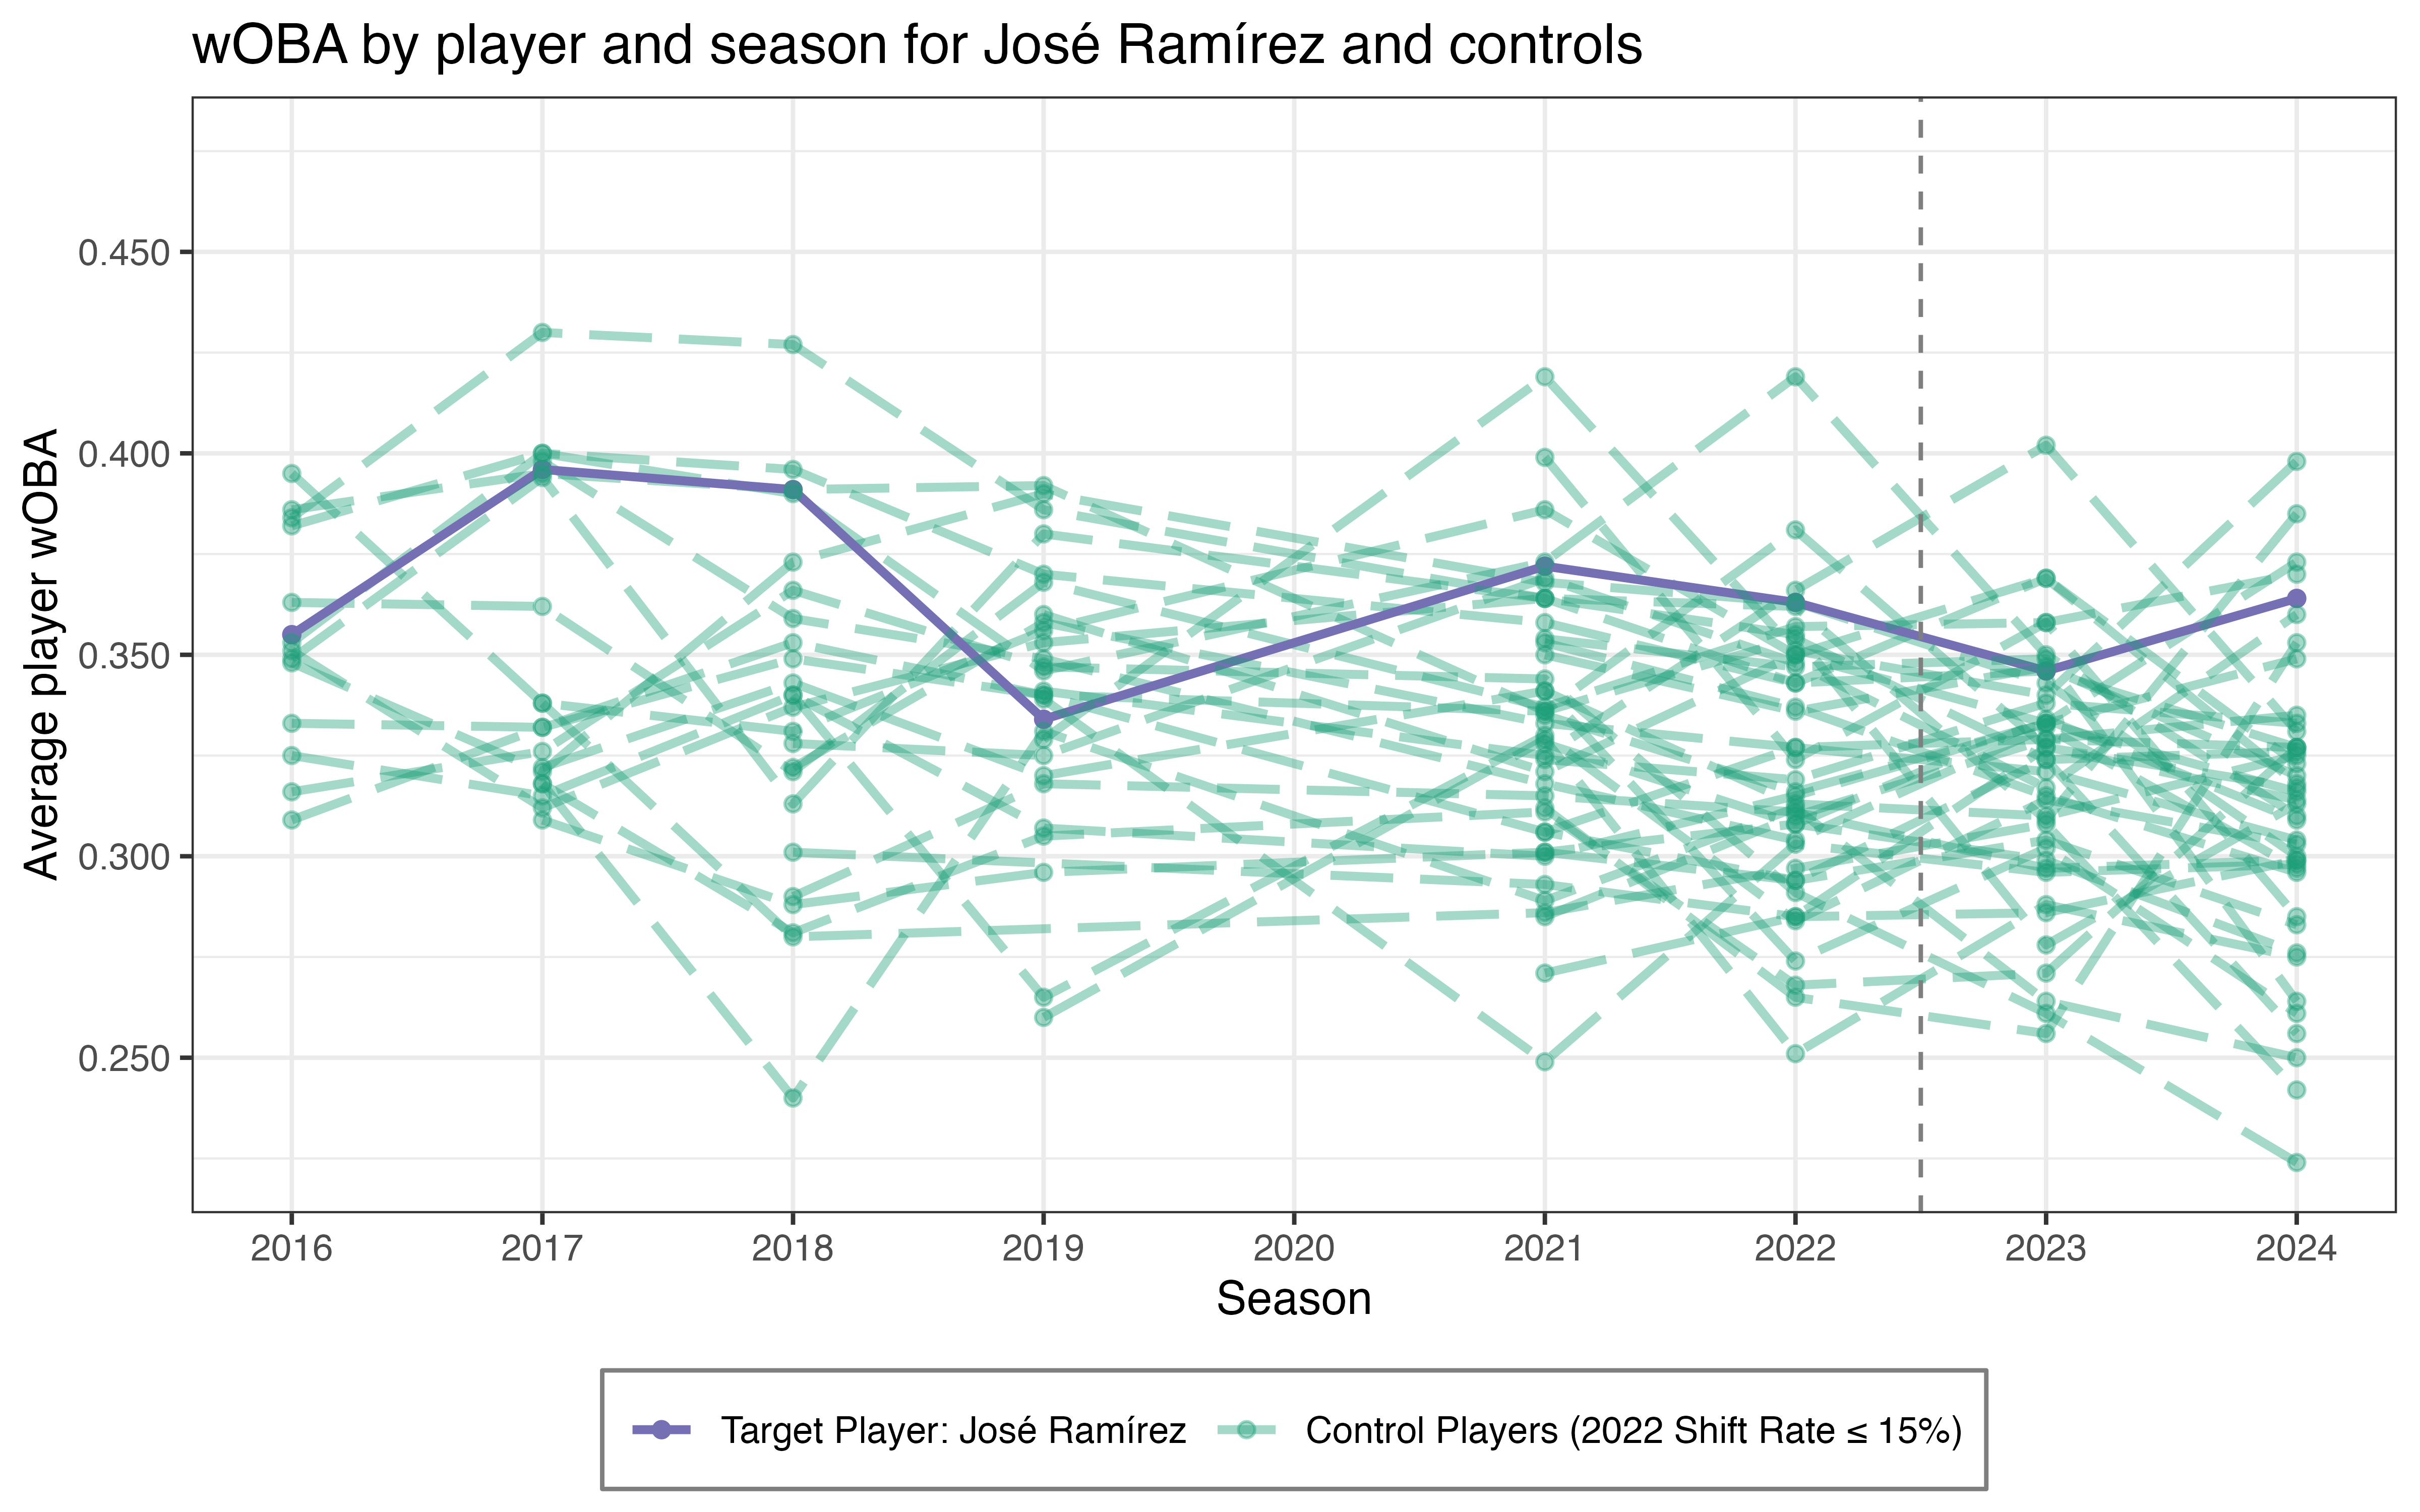 wOBA by player and season for José Ramírez and controls
Average player wOBA
0.450
0.400
0.350
0.300
0.250
2016 2017 2018 2019 2020 2021 2022 2023 2024
Season
Target Player: José Ramírez Control Players (2022 Shift Rate ≤ 15%)